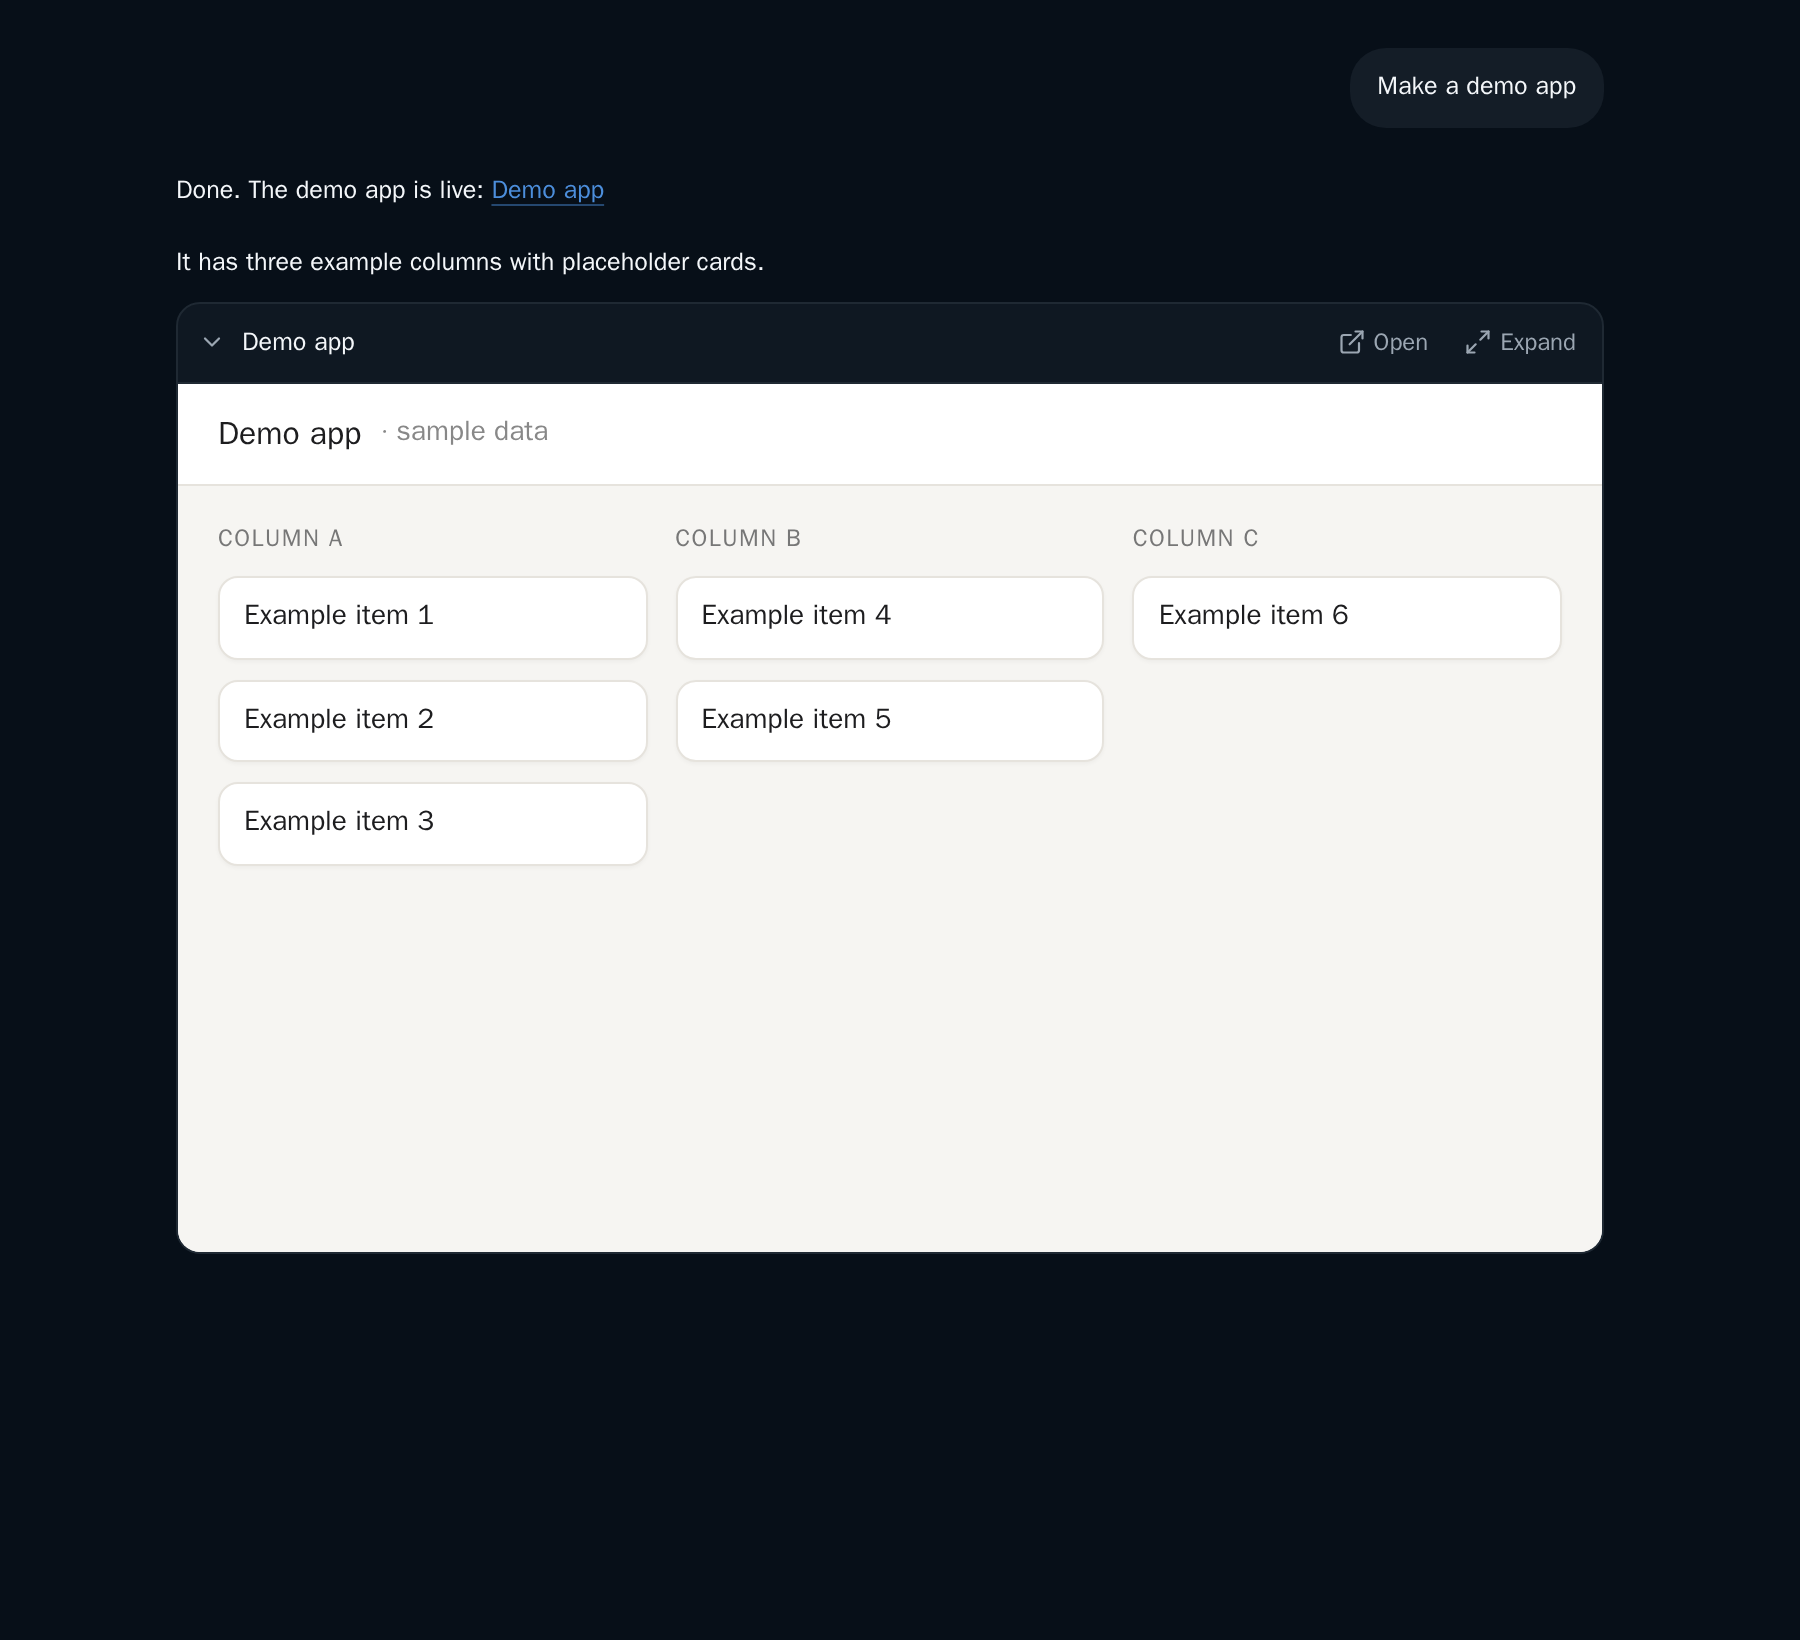 Make a demo app
Done. The demo app is live: Demo app
It has three example columns with placeholder cards.
Demo app
Open
Expand
Demo app · sample data
COLUMN A
Example item 1
Example item 2
Example item 3
COLUMN B
Example item 4
Example item 5
COLUMN C
Example item 6